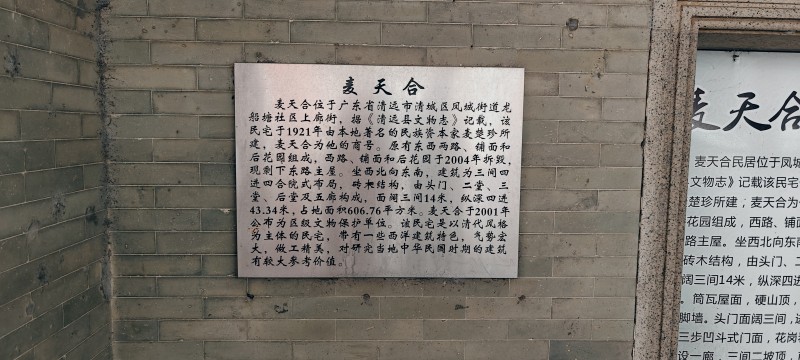 麦天合
麦天合位于广东省清远市清城区凤城街道龙
船塘社区上廊街，据《清远县文物志》记载，该
民宅于1921年由本地著名的民族资本家麦楚珍所
建，麦天合为他的商号。原有东西两路、铺面和
后花园组成，西路、铺面和后花园于2004年拆毁，
现剩下东路主屋。坐西北向东南，建筑为三间四
进四合院式布局，砖木结构，由头门、二堂、三
堂、后堂及五廊构成，面阔三间14米，纵深四进
43.34米，占地面积606.76平方米。麦天合于2001年
公布为区级文物保护单位。该民宅是以清代风格
为主体的民宅，带有一些西洋建筑特色，气势宏
大，做工精美，对研究当地中华民国时期的建筑
有较大参考价值。
麦天合
麦天合民居位于凤城
文物志》记载该民宅
楚珍所建，麦天合为
花园组成，西路、铺面
路主屋。坐西北向东南
砖木结构，由头门、二
阔三间14米，纵深四进
。筒瓦屋面，硬山顶，
脚墙。头门面阔三间，进
三步凹斗式门面，花岗
设一廊，三间二坡顶，